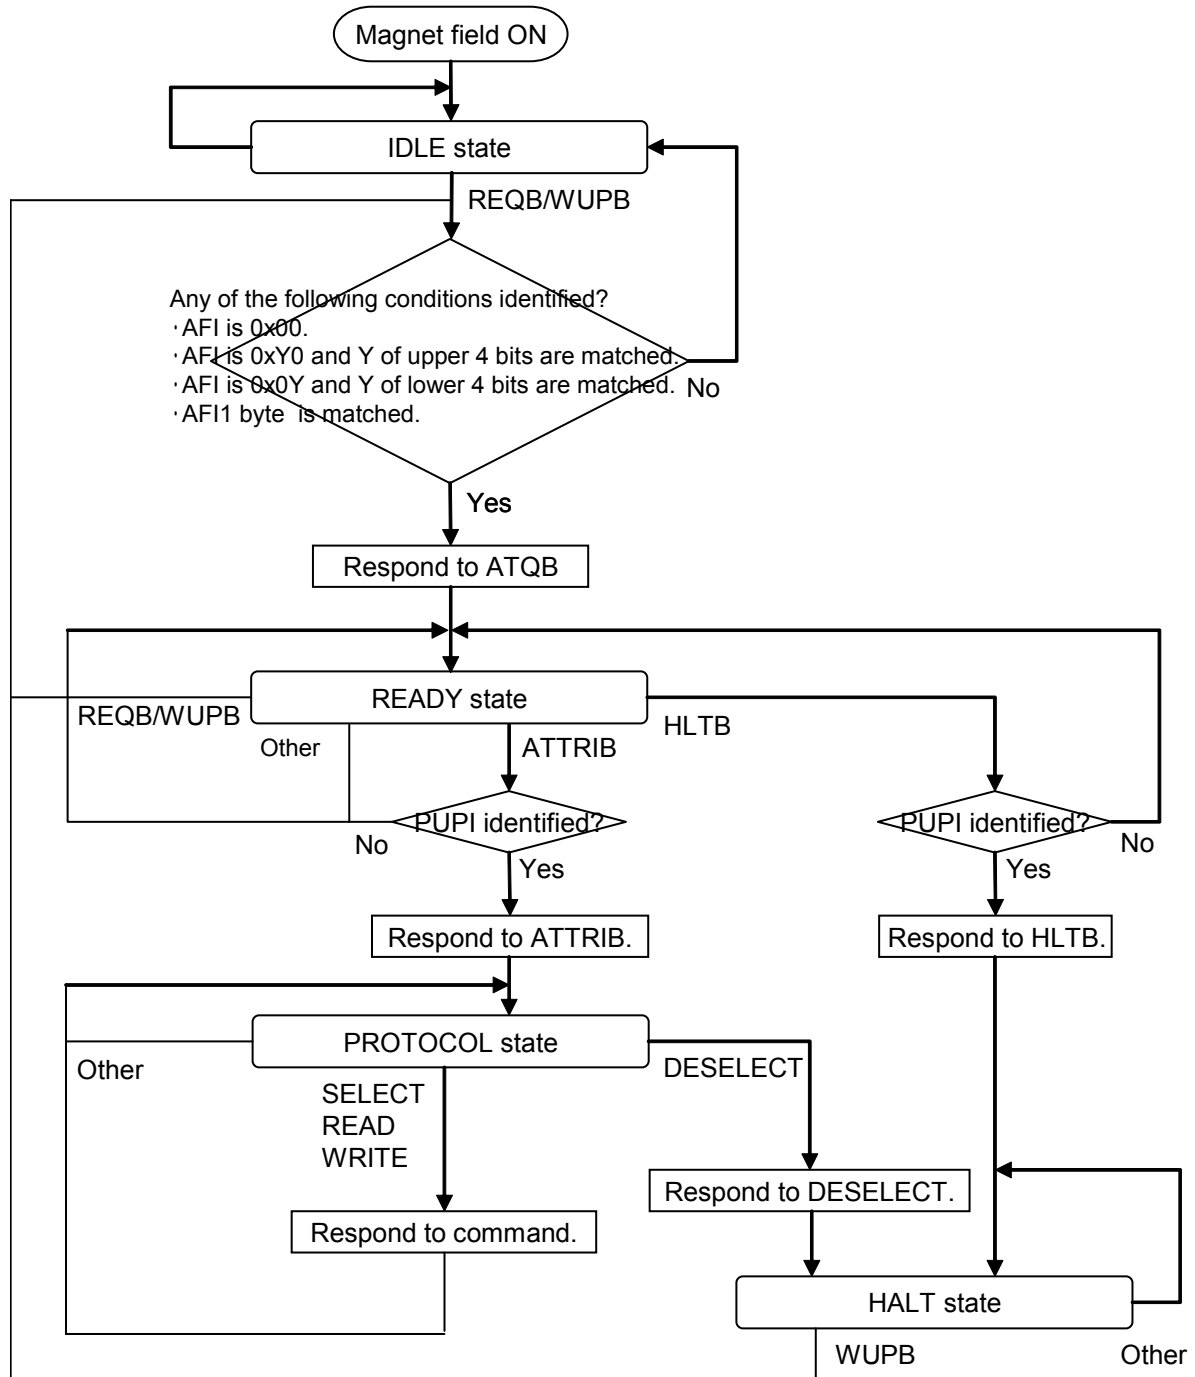 Magnet field ON
IDLE state
REQB/WUPB
Any of the following conditions identified?
・AFI is 0x00.
・AFI is 0xY0 and Y of upper 4 bits are matched.
・AFI is 0x0Y and Y of lower 4 bits are matched.
・AFI1 byte is matched.
No
Yes
Respond to ATQB
READY state
REQB/WUPB
Other
ATTRIB
HLTB
PUPI identified?
PUPI identified?
No
Yes
Yes
No
Respond to ATTRIB.
Respond to HLTB.
PROTOCOL state
Other
DESELECT
SELECT
READ
WRITE
Respond to DESELECT.
Respond to command.
HALT state
WUPB
Other